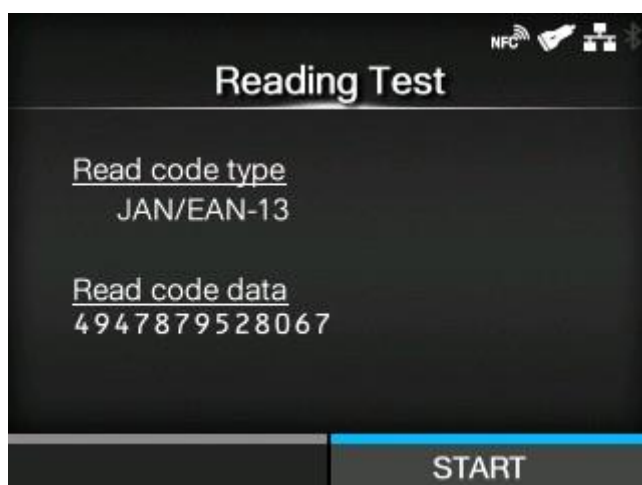 NFC
Reading Test
Read code type
JAN/EAN-13
Read code data
4947879528067
START